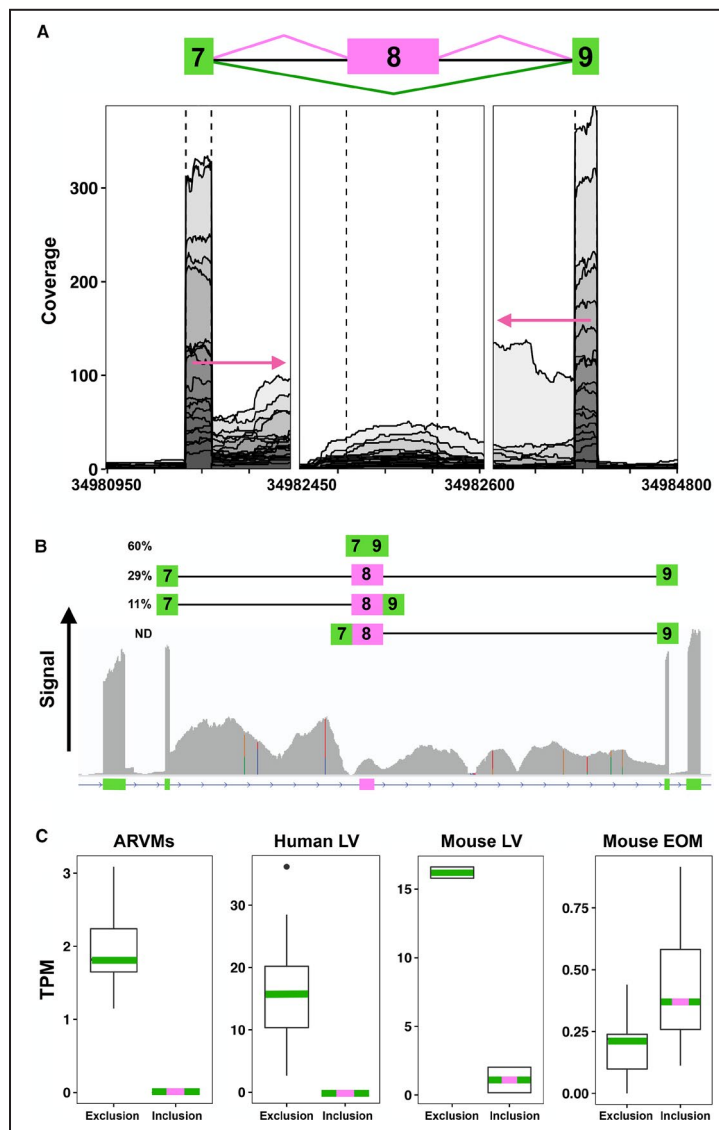 A
7 8 9
Coverage
300
200
100
0
34980950 34982450 34982600 34984800
B
60% 7 9
29% 7 8 9
11% 7 8 9
ND 7 8 9
Signal
C
ARVMs Human LV Mouse LV Mouse EOM
TPM
3
2
1
0
Exclusion Inclusion
30
20
10
0
Exclusion Inclusion
15
10
5
0
Exclusion Inclusion
0.75
0.50
0.25
0.00
Exclusion Inclusion